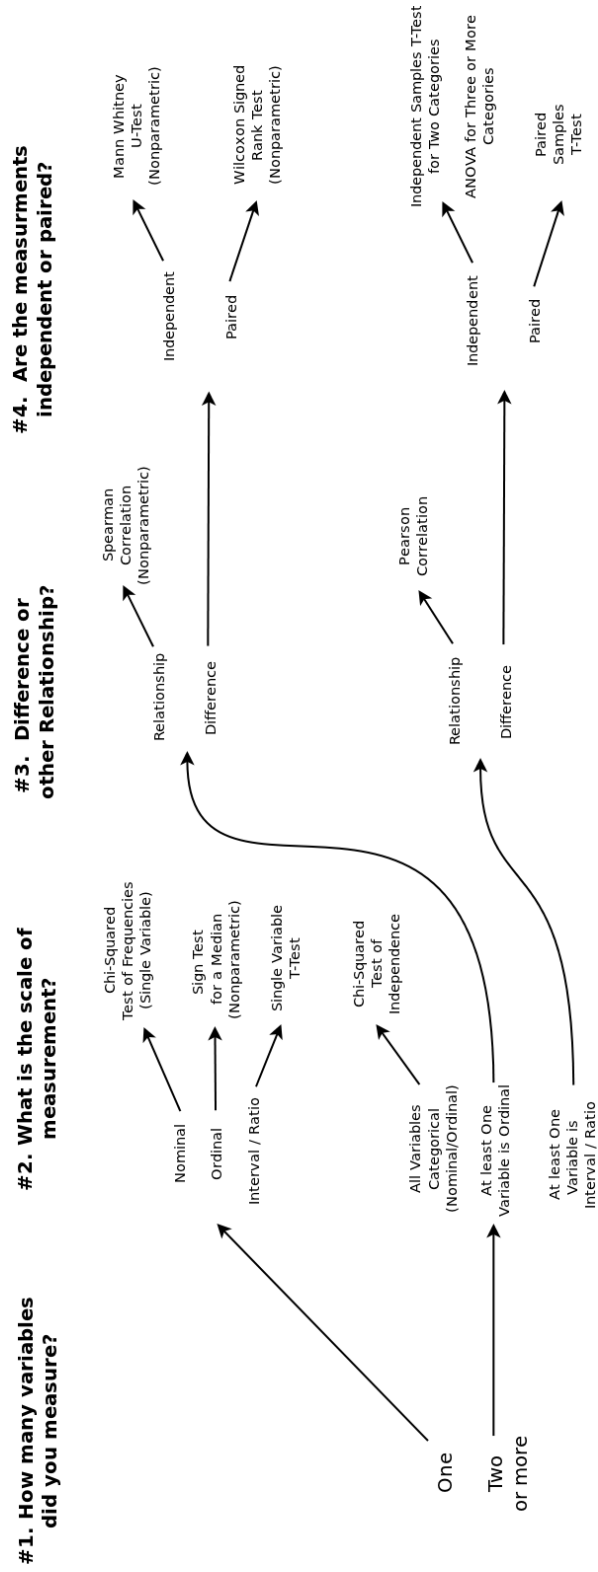 #1. How many variables
did you measure?
One
Two
or more
#2. What is the scale of
measurement?
Nominal
Ordinal
Interval / Ratio
Chi-Squared
Test of Frequencies
(Single Variable)
Sign Test
for a Median
(Nonparametric)
Single Variable
T-Test
All Variables
Categorical
(Nominal/Ordinal)
At least One
Variable is Ordinal
At least One
Variable is
Interval / Ratio
Chi-Squared
Test of
Independence
#3. Difference or
other Relationship?
Relationship
Difference
Spearman
Correlation
(Nonparametric)
Relationship
Difference
Pearson
Correlation
#4. Are the measurments
independent or paired?
Independent
Paired
Mann Whitney
U-Test
(Nonparametric)
Wilcoxon Signed
Rank Test
(Nonparametric)
Independent
Paired
Independent Samples T-Test
for Two Categories
ANOVA for Three or More
Categories
Paired
Samples
T-Test